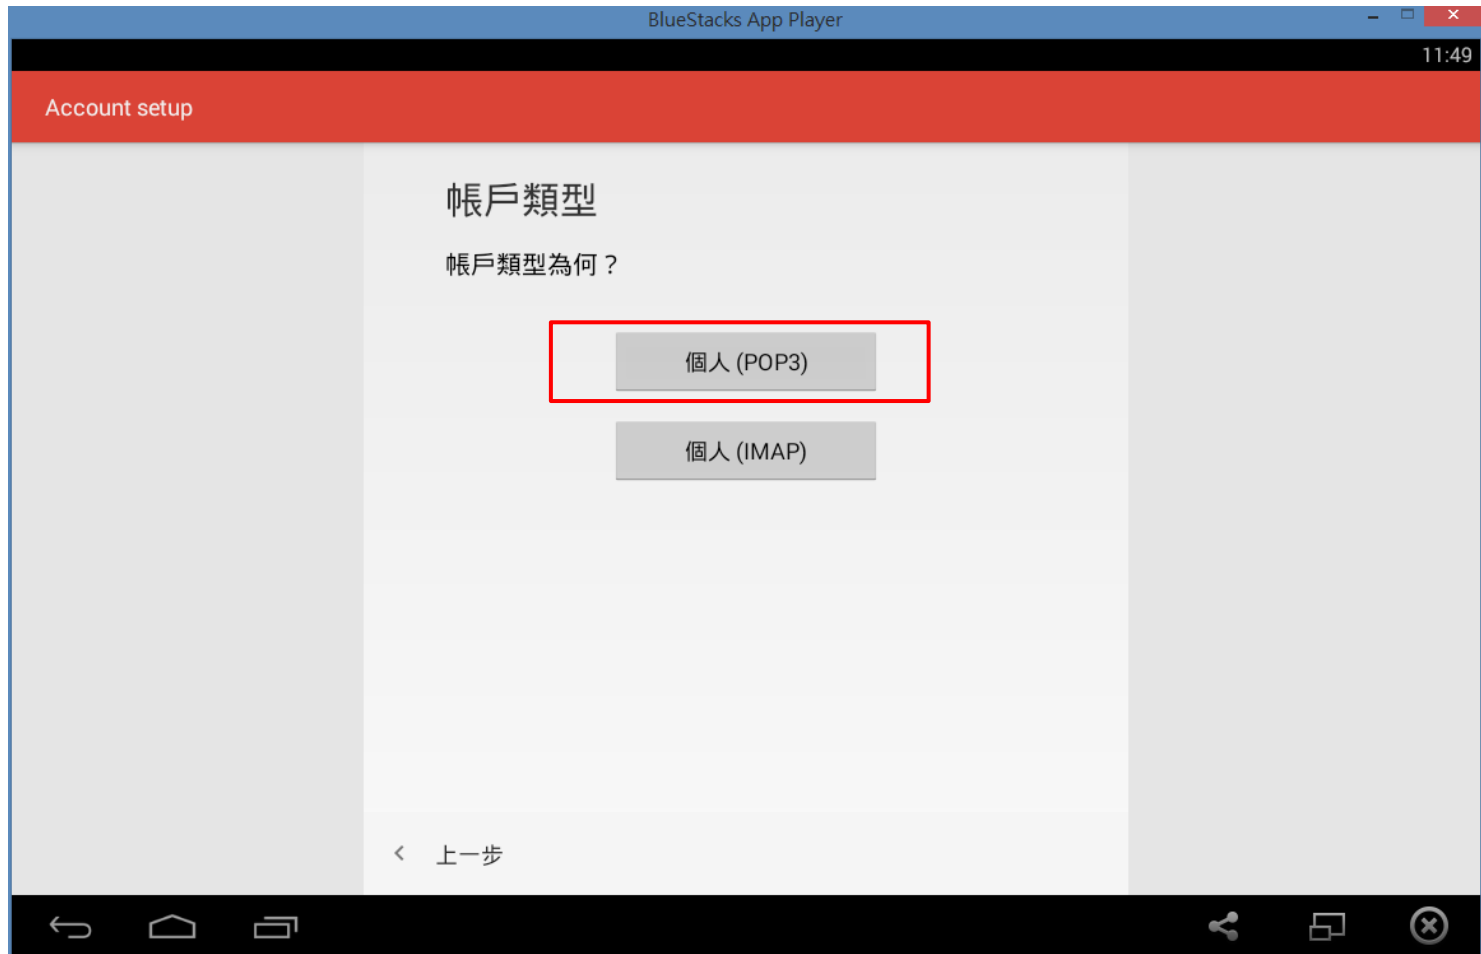 BlueStacks App Player
11:49
Account setup
帳戶類型
帳戶類型為何？
個人 (POP3)
個人 (IMAP)
上一步